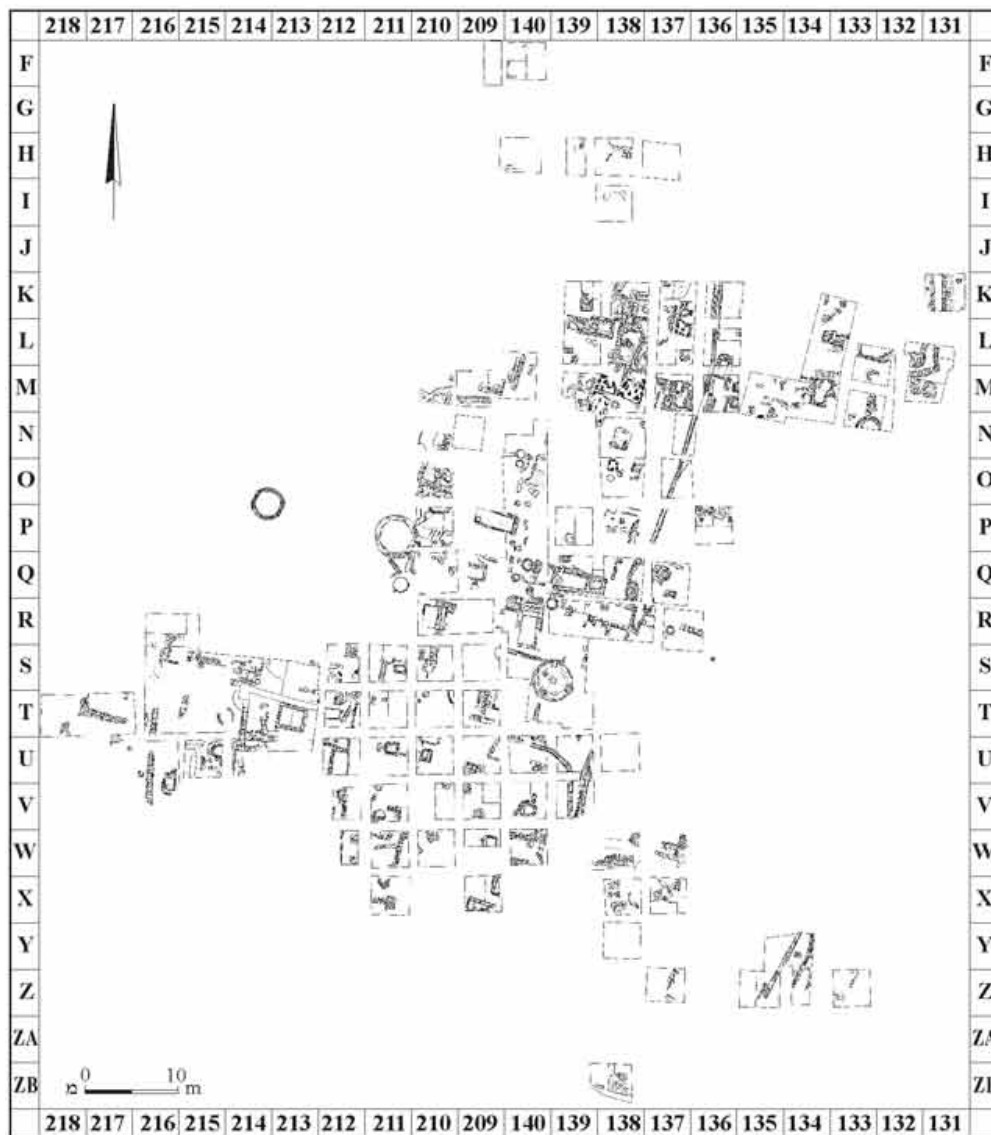 218 217 216 215 214 213 212 211 210 209 140 139 138 137 136 135 134 133 132 131
F F
G G
H H
I I
J J
K K
L L
M M
N N
O O
P P
Q Q
R R
S S
T T
U U
V V
W W
X X
Y Y
Z Z
ZA ZA
0 10
מ m
ZB ZB
218 217 216 215 214 213 212 211 210 209 140 139 138 137 136 135 134 133 132 131